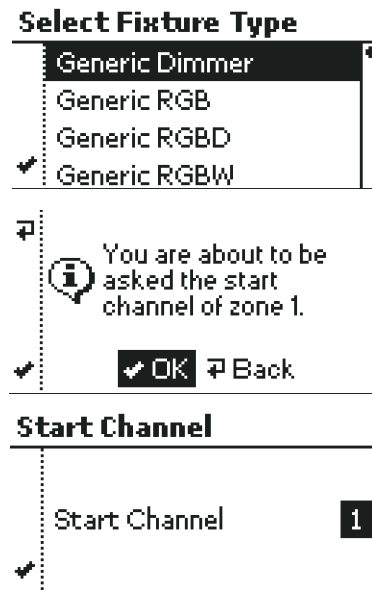 Select Fixture Type
Generic Dimmer
Generic RGB
Generic RGBD
Generic RGBW
You are about to be
asked the start
channel of zone 1.
OK Back
Start Channel
Start Channel 1